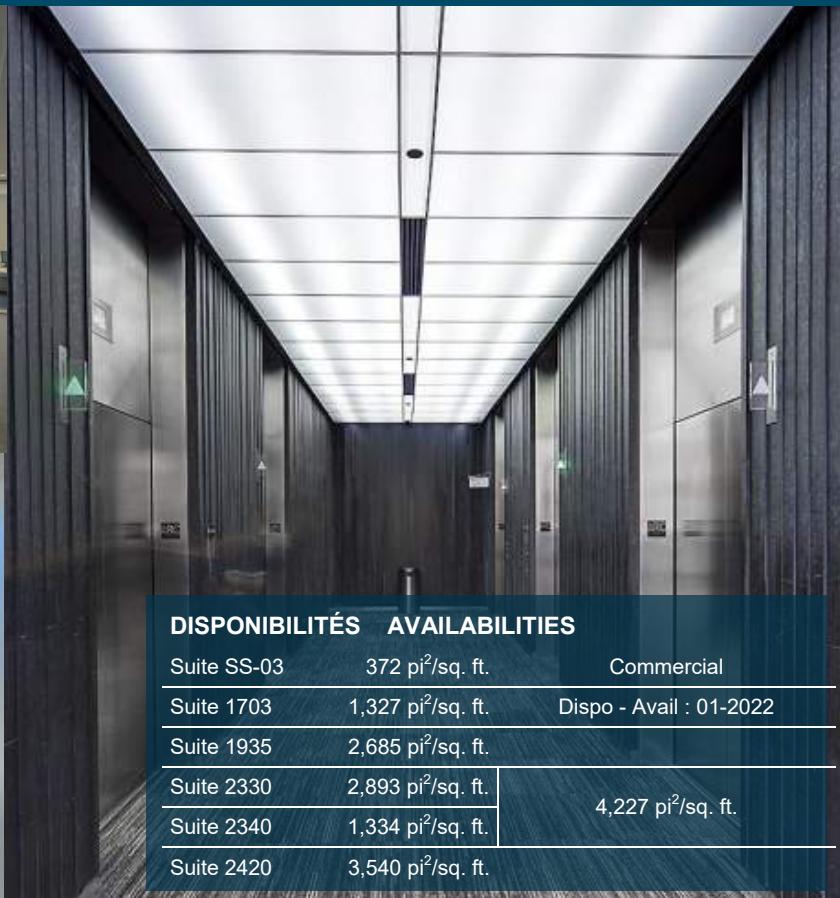 DISPONIBILITÉS AVAILABILITIES
Suite SS-03 372 pi²/sq. ft. Commercial
Suite 1703 1,327 pi²/sq. ft. Dispo - Avail : 01-2022
Suite 1935 2,685 pi²/sq. ft.
Suite 2330 2,893 pi²/sq. ft.
4,227 pi²/sq. ft.
Suite 2340 1,334 pi²/sq. ft.
Suite 2420 3,540 pi²/sq. ft.